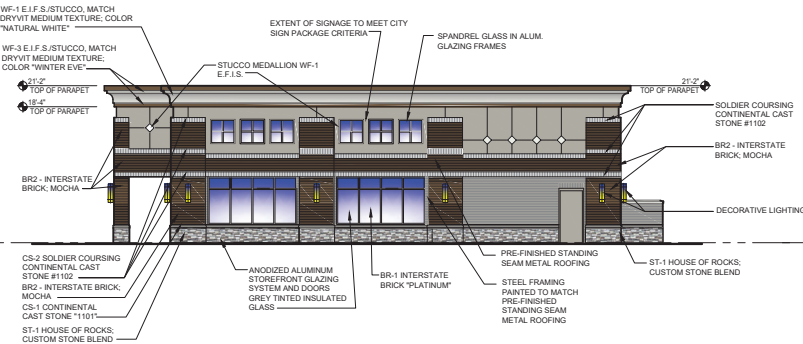 WF-1 E.I.F.S./STUCCO, MATCH
DRYVIT MEDIUM TEXTURE; COLOR
"NATURAL WHITE"
WF-3 E.I.F.S./STUCCO, MATCH
DRYVIT MEDIUM TEXTURE;
COLOR "WINTER EVE"
21'-2"
TOP OF PARAPET
18'-4"
TOP OF PARAPET
STUCCO MEDALLION WF-1
E.F.I.S.
EXTENT OF SIGNAGE TO MEET CITY
SIGN PACKAGE CRITERIA
SPANDREL GLASS IN ALUM.
GLAZING FRAMES
21'-2"
TOP OF PARAPET
SOLDIER COURSING
CONTINENTAL CAST
STONE #1102
BR2 - INTERSTATE
BRICK; MOCHA
DECORATIVE LIGHTING
BR2 - INTERSTATE
BRICK; MOCHA
CS-2 SOLDIER COURSING
CONTINENTAL CAST
STONE #1102
BR2 - INTERSTATE BRICK;
MOCHA
CS-1 CONTINENTAL
CAST STONE "1101"
ST-1 HOUSE OF ROCKS;
CUSTOM STONE BLEND
ANODIZED ALUMINUM
STOREFRONT GLAZING
SYSTEM AND DOORS
GREY TINTED INSULATED
GLASS
BR-1 INTERSTATE
BRICK "PLATINUM"
PRE-FINISHED STANDING
SEAM METAL ROOFING
STEEL FRAMING
PAINTED TO MATCH
PRE-FINISHED
STANDING SEAM
METAL ROOFING
ST-1 HOUSE OF ROCKS;
CUSTOM STONE BLEND